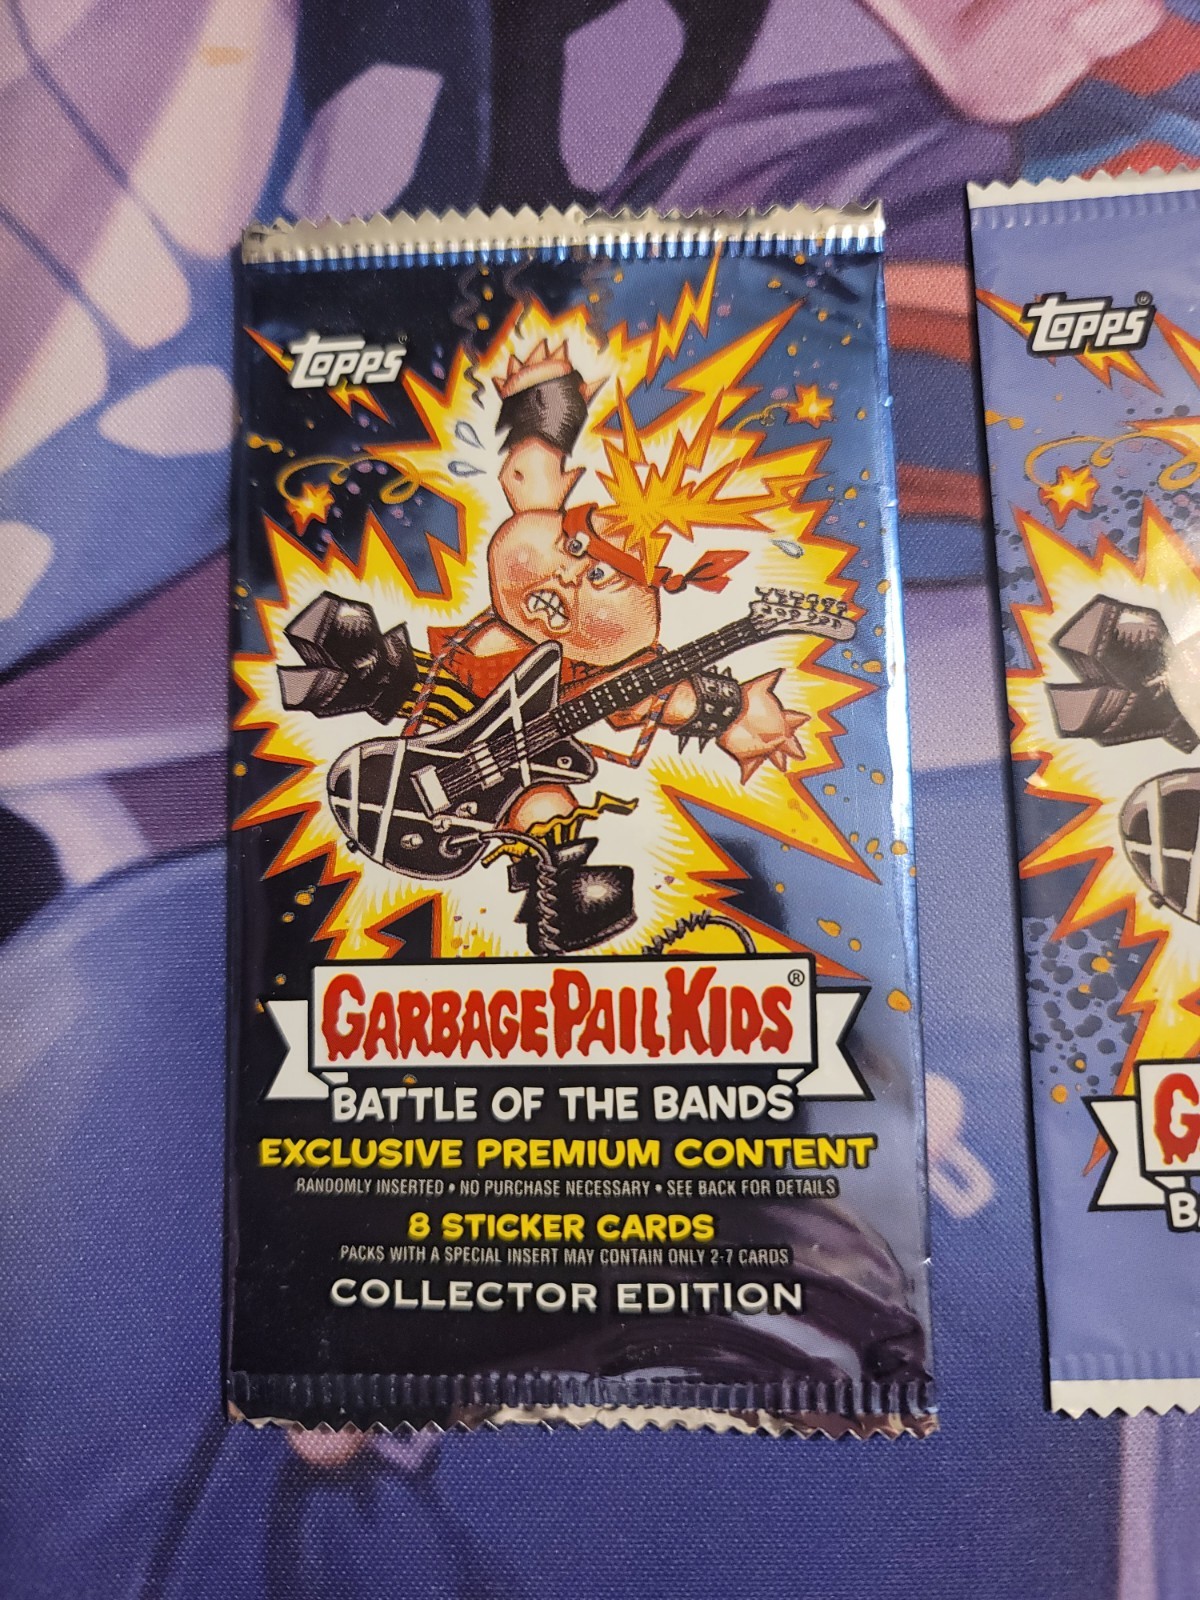 TOPPS
GARBAGE PAIL KIDS®
BATTLE OF THE BANDS
EXCLUSIVE PREMIUM CONTENT
RANDOMLY INSERTED • NO PURCHASE NECESSARY • SEE BACK FOR DETAILS
8 STICKER CARDS
PACKS WITH A SPECIAL INSERT MAY CONTAIN ONLY 2-7 CARDS
COLLECTOR EDITION
TOPPS
G
B